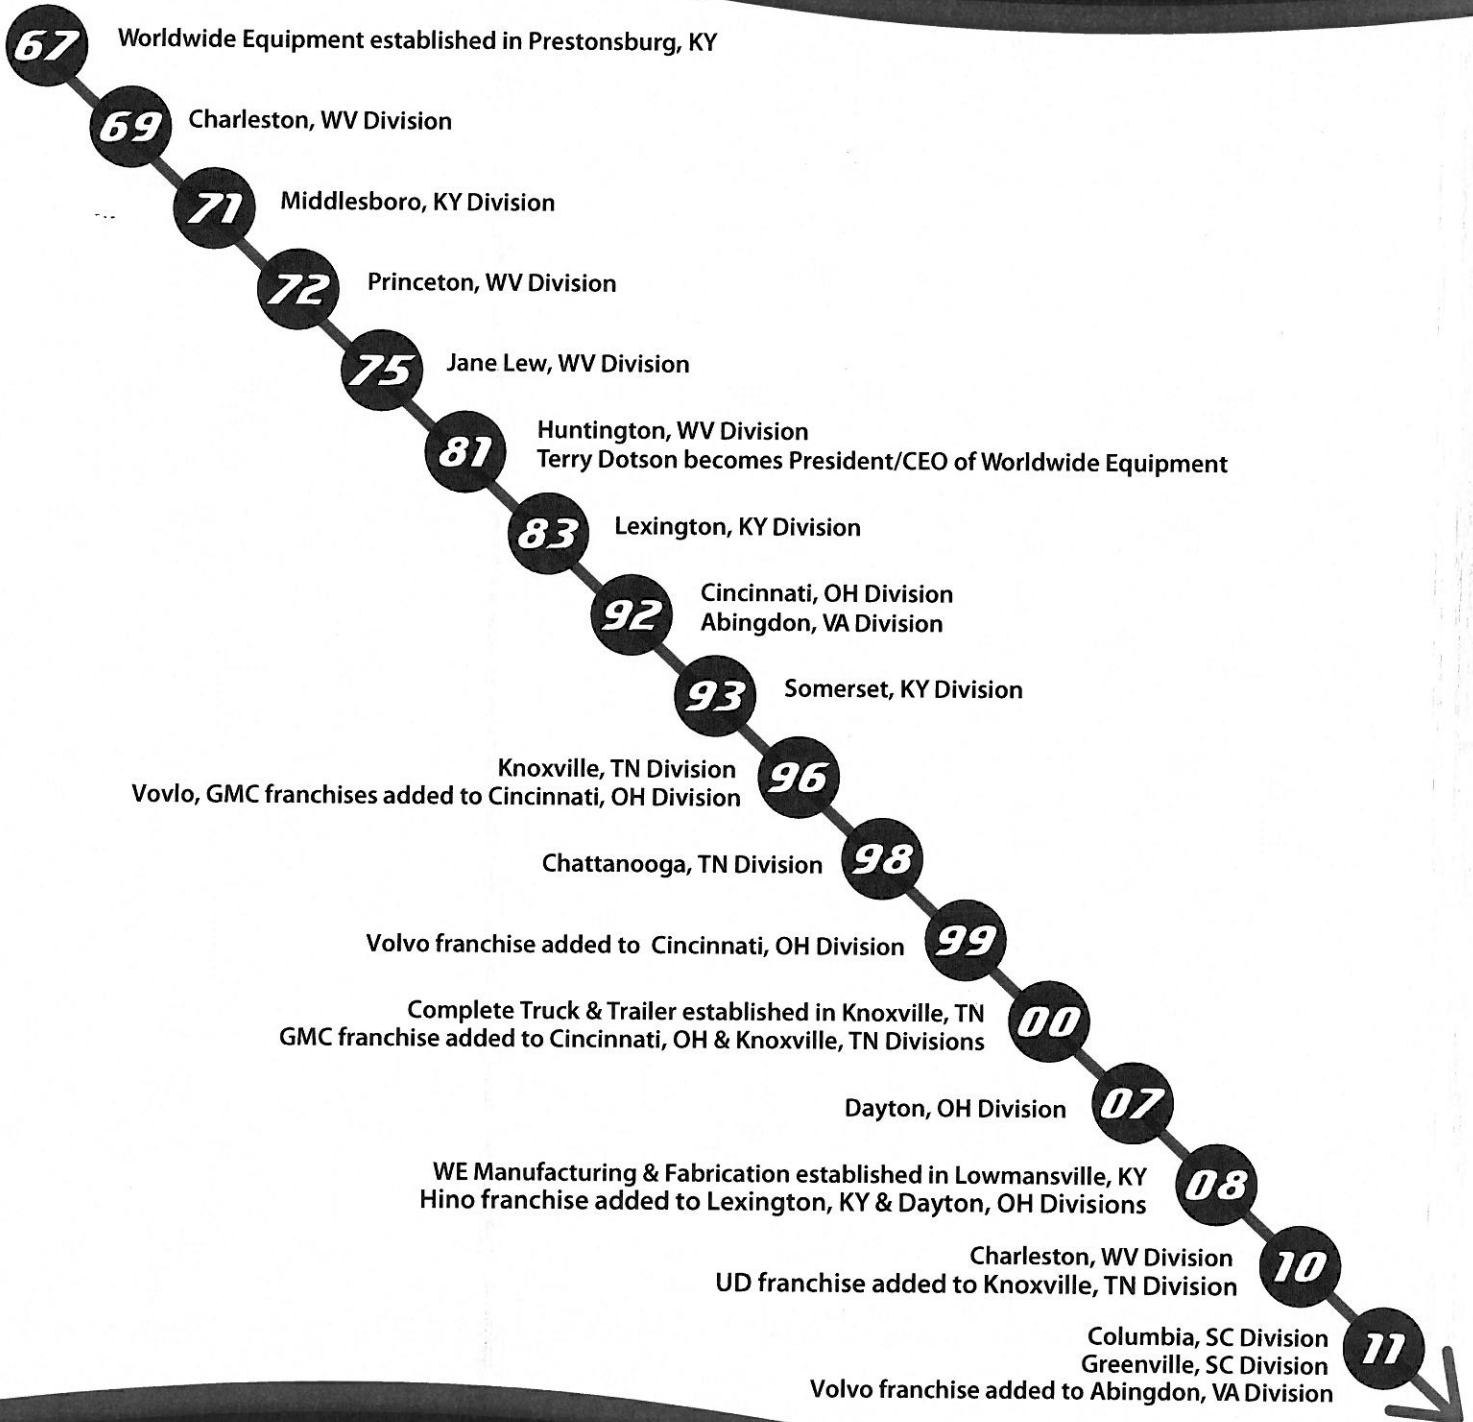 67 Worldwide Equipment established in Prestonsburg, KY
69 Charleston, WV Division
71 Middlesboro, KY Division
72 Princeton, WV Division
75 Jane Lew, WV Division
Huntington, WV Division
81 Terry Dotson becomes President/CEO of Worldwide Equipment
83 Lexington, KY Division
Cincinnati, OH Division
92 Abingdon, VA Division
93 Somerset, KY Division
Knoxville, TN Division 96
Vovlo, GMC franchises added to Cincinnati, OH Division
Chattanooga, TN Division 98
Volvo franchise added to Cincinnati, OH Division 99
Complete Truck & Trailer established in Knoxville, TN 00
GMC franchise added to Cincinnati, OH & Knoxville, TN Divisions
Dayton, OH Division 07
WE Manufacturing & Fabrication established in Lowmansville, KY 08
Hino franchise added to Lexington, KY & Dayton, OH Divisions
Charleston, WV Division 10
UD franchise added to Knoxville, TN Division
Columbia, SC Division 11
Greenville, SC Division
Volvo franchise added to Abingdon, VA Division